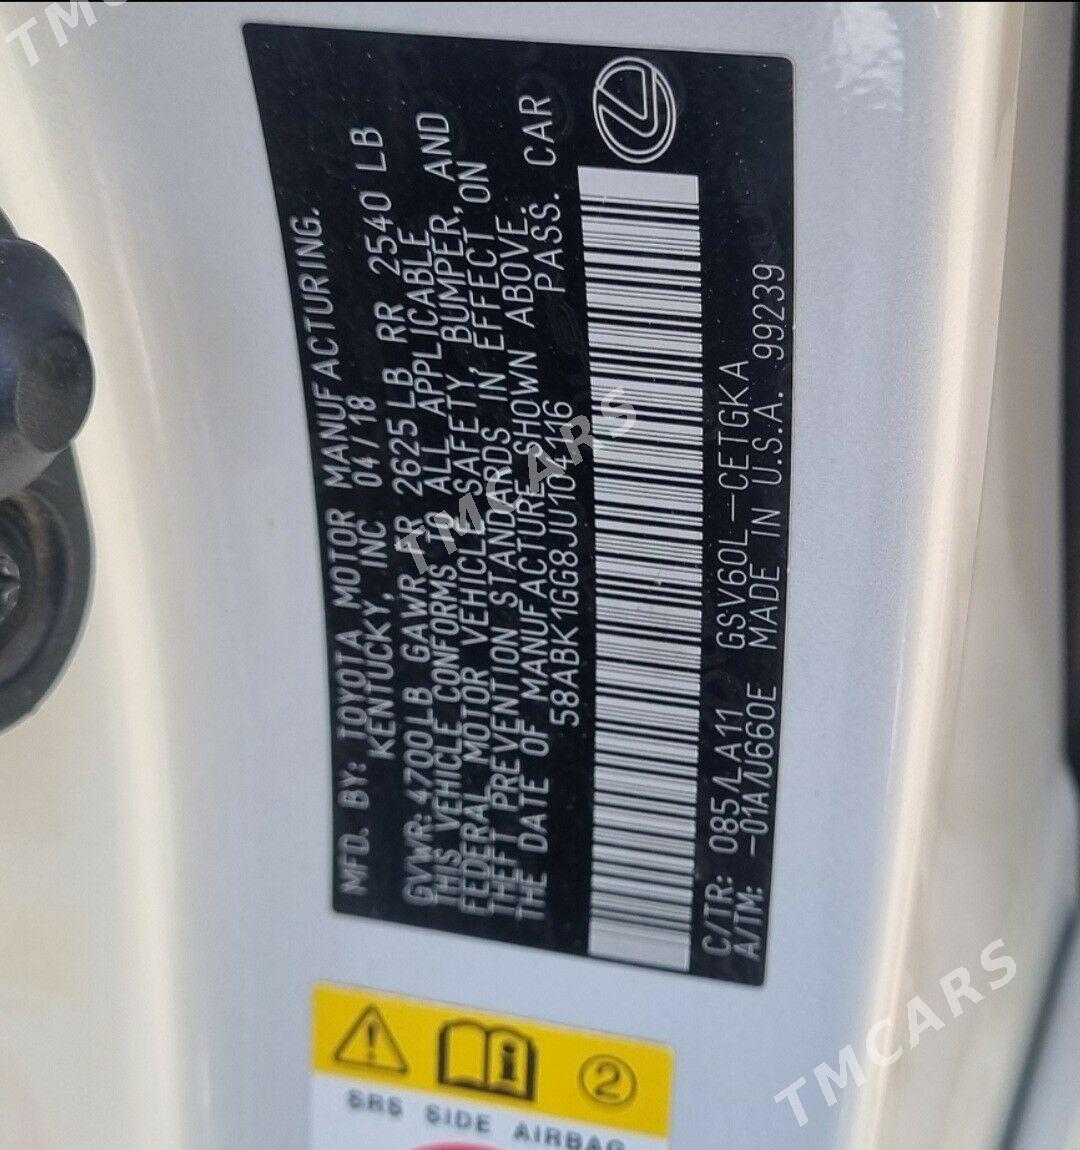 MFD. BY: TOYOTA MOTOR MANUFACTURING.
KENTUCKY, INC 04/18
GVWR: 4700LB GAWR FR 2625LB RR 2540 LB
THIS VEHICLE CONFORMS TO ALL APPLICABLE
FEDERAL MOTOR VEHICLE SAFETY, BUMPER, AND
THEFT PREVENTION STANDARDS IN EFFECT ON
THE DATE OF MANUFACTURE SHOWN ABOVE.
58ABK1GG8JU104116 PASS. CAR
C/TR: 085/LA11 GSV60L-CETGKA
A/TM: -01A/U660E MADE IN U.S.A. 99239
2
SRS SIDE AIRBAG
TMCARS
TMCARS